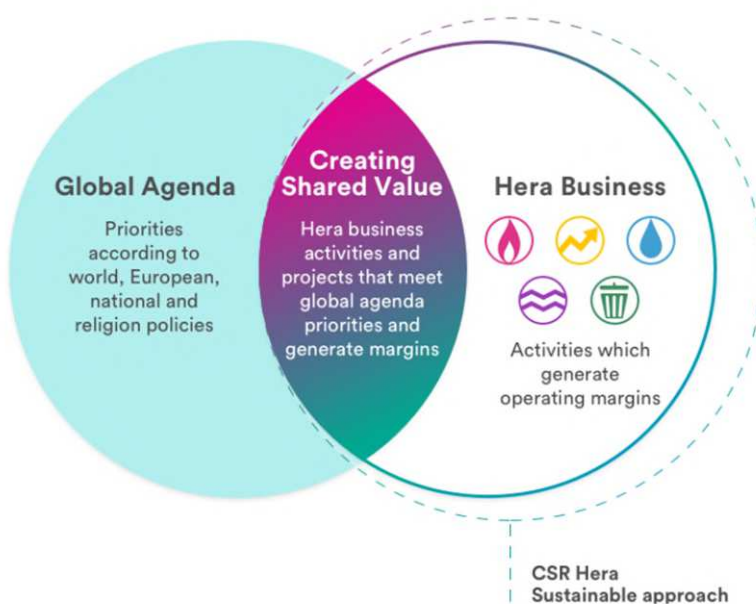 Global Agenda
Priorities
according to
world, European,
national and
religion policies
Creating
Shared Value
Hera business
activities and
projects that meet
global agenda
priorities and
generate margins
Hera Business
Activities which
generate
operating margins
CSR Hera
Sustainable approach